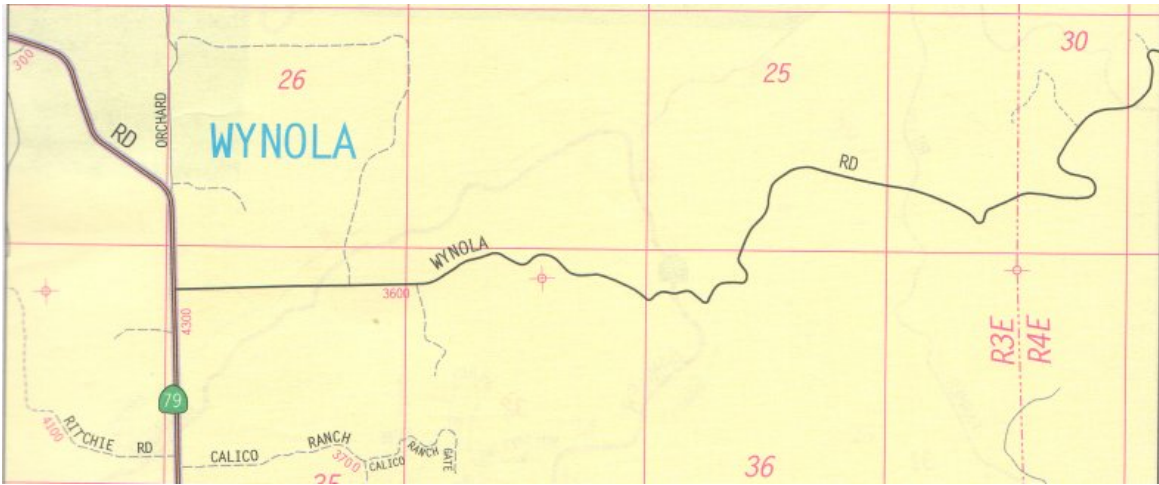 300
RD
ORCHARD
26
WYNOLA
25
30
RD
WYNOLA
3600
4300
R3E
R4E
79
4100
RITCHIE RD
CALICO RANCH
3700
CALICO RANCH
GATE
35
36